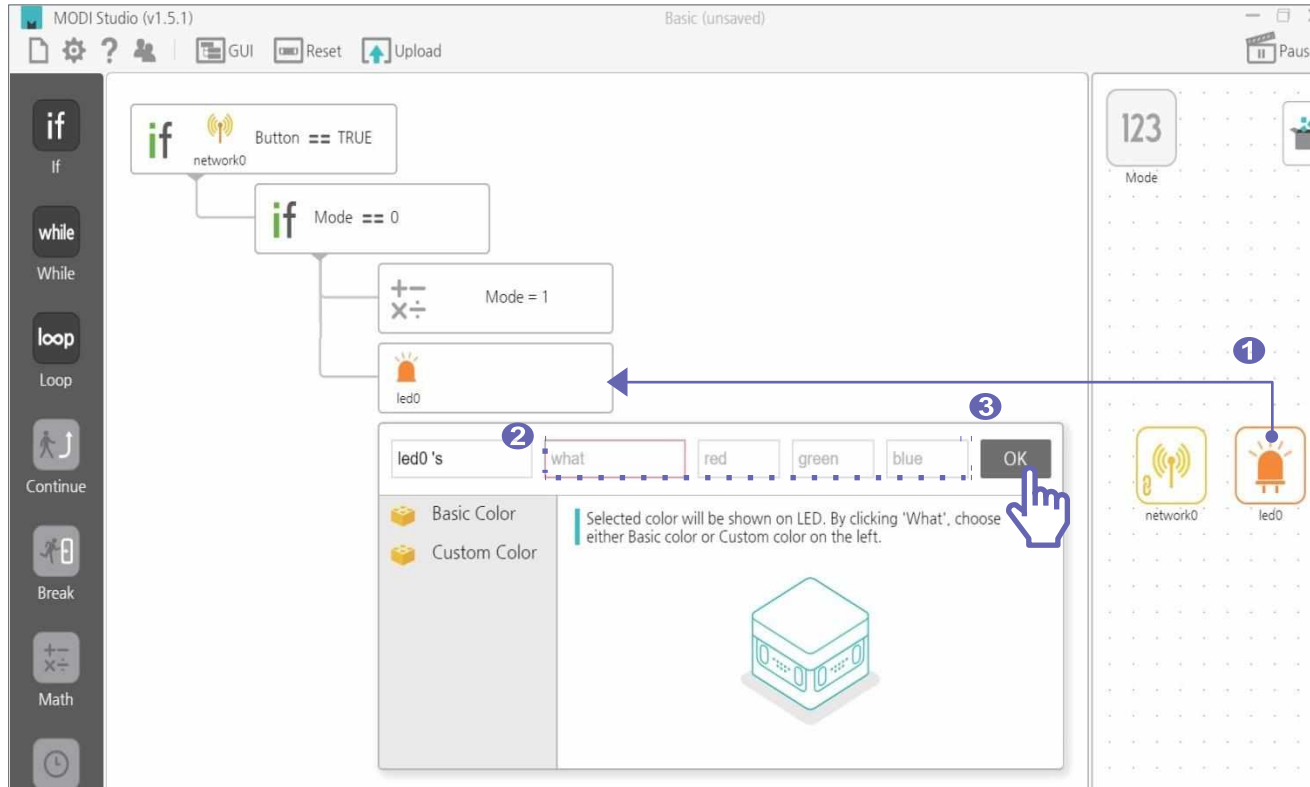 MODI Studio (v1.5.1)
Basic (unsaved)
GUI
Reset
Upload
if
If
while
While
loop
Loop
Continue
Break
Math
if
network0
Button == TRUE
if
Mode == 0
Mode = 1
led0
123
Mode
1
2
3
led0 's
what
red
green
blue
OK
Basic Color
Custom Color
Selected color will be shown on LED. By clicking 'What', choose
either Basic color or Custom color on the left.
network0
led0